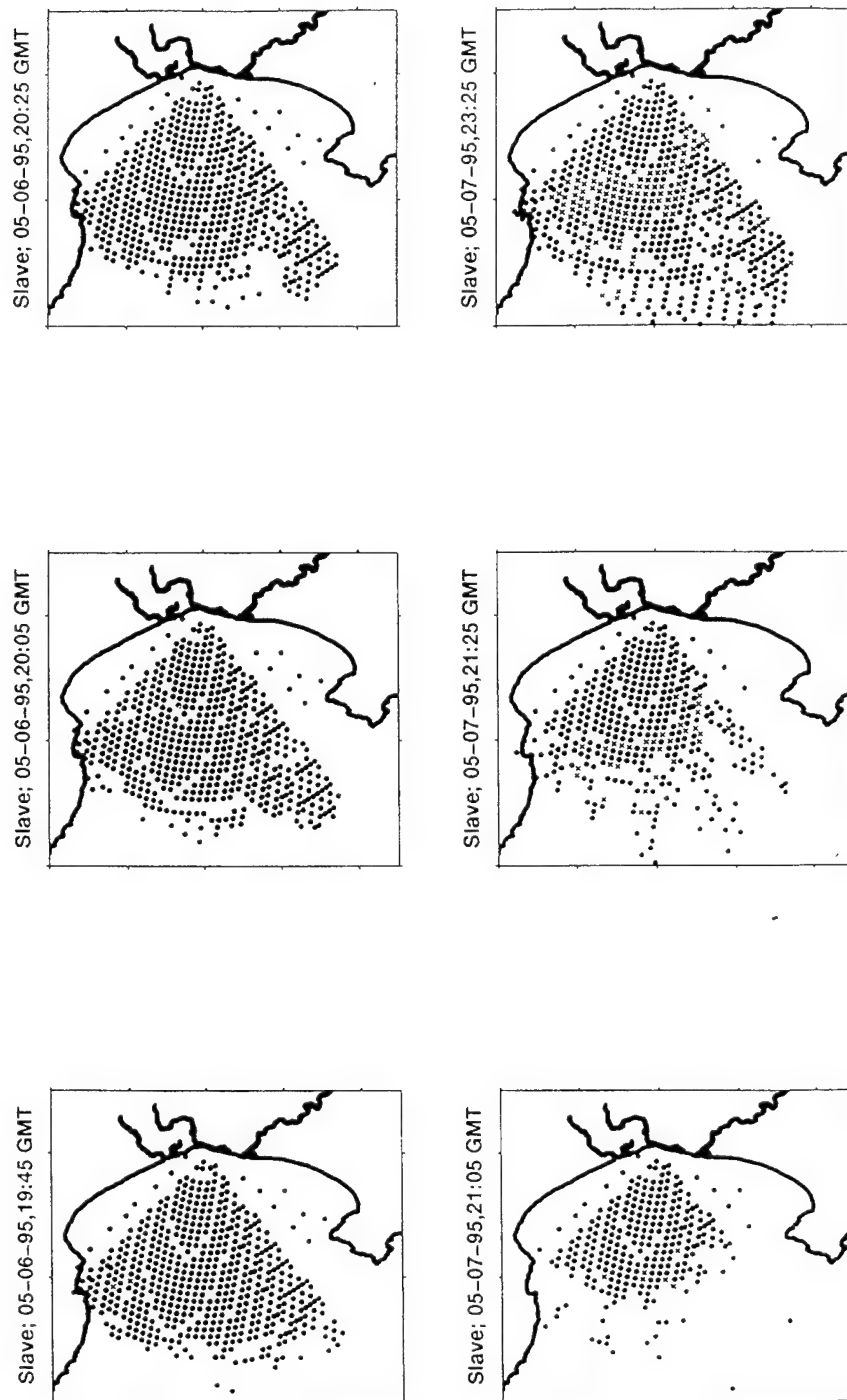 Slave; 05-06-95,19:45 GMT
Slave; 05-06-95,20:05 GMT
Slave; 05-06-95,20:25 GMT
Slave; 05-07-95,21:05 GMT
Slave; 05-07-95,21:25 GMT
Slave; 05-07-95,23:25 GMT